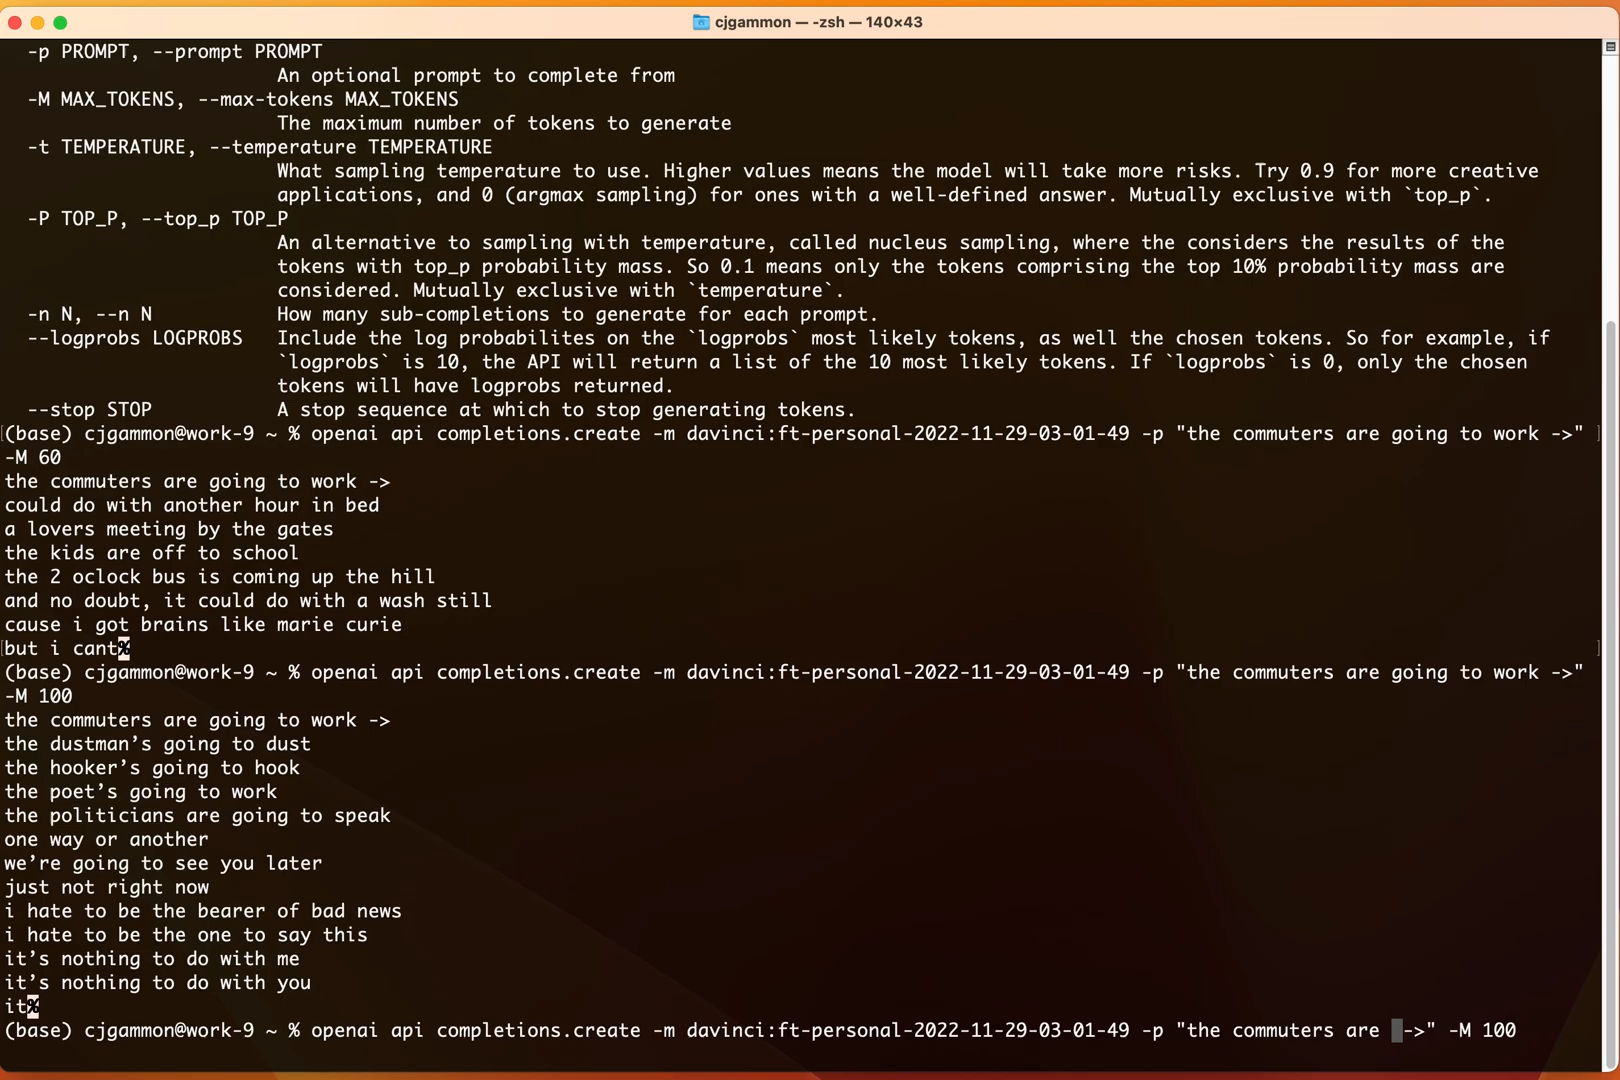 cjgammon — -zsh — 140×43
-p PROMPT, --prompt PROMPT
An optional prompt to complete from
-M MAX_TOKENS, --max-tokens MAX_TOKENS
The maximum number of tokens to generate
-t TEMPERATURE, --temperature TEMPERATURE
What sampling temperature to use. Higher values means the model will take more risks. Try 0.9 for more creative
applications, and 0 (argmax sampling) for ones with a well-defined answer. Mutually exclusive with `top_p`.
-P TOP_P, --top_p TOP_P
An alternative to sampling with temperature, called nucleus sampling, where the considers the results of the
tokens with top_p probability mass. So 0.1 means only the tokens comprising the top 10% probability mass are
considered. Mutually exclusive with `temperature`.
-n N, --n N How many sub-completions to generate for each prompt.
--logprobs LOGPROBS Include the log probabilites on the `logprobs` most likely tokens, as well the chosen tokens. So for example, if
`logprobs` is 10, the API will return a list of the 10 most likely tokens. If `logprobs` is 0, only the chosen
tokens will have logprobs returned.
--stop STOP A stop sequence at which to stop generating tokens.
[(base) cjgammon@work-9 ~ % openai api completions.create -m davinci:ft-personal-2022-11-29-03-01-49 -p "the commuters are going to work ->" ]
-M 60
the commuters are going to work ->
could do with another hour in bed
a lovers meeting by the gates
the kids are off to school
the 2 oclock bus is coming up the hill
and no doubt, it could do with a wash still
cause i got brains like marie curie
[but i cant% ]
(base) cjgammon@work-9 ~ % openai api completions.create -m davinci:ft-personal-2022-11-29-03-01-49 -p "the commuters are going to work ->"
-M 100
the commuters are going to work ->
the dustman’s going to dust
the hooker’s going to hook
the poet’s going to work
the politicians are going to speak
one way or another
we’re going to see you later
just not right now
i hate to be the bearer of bad news
i hate to be the one to say this
it’s nothing to do with me
it’s nothing to do with you
it%
(base) cjgammon@work-9 ~ % openai api completions.create -m davinci:ft-personal-2022-11-29-03-01-49 -p "the commuters are ->" -M 100